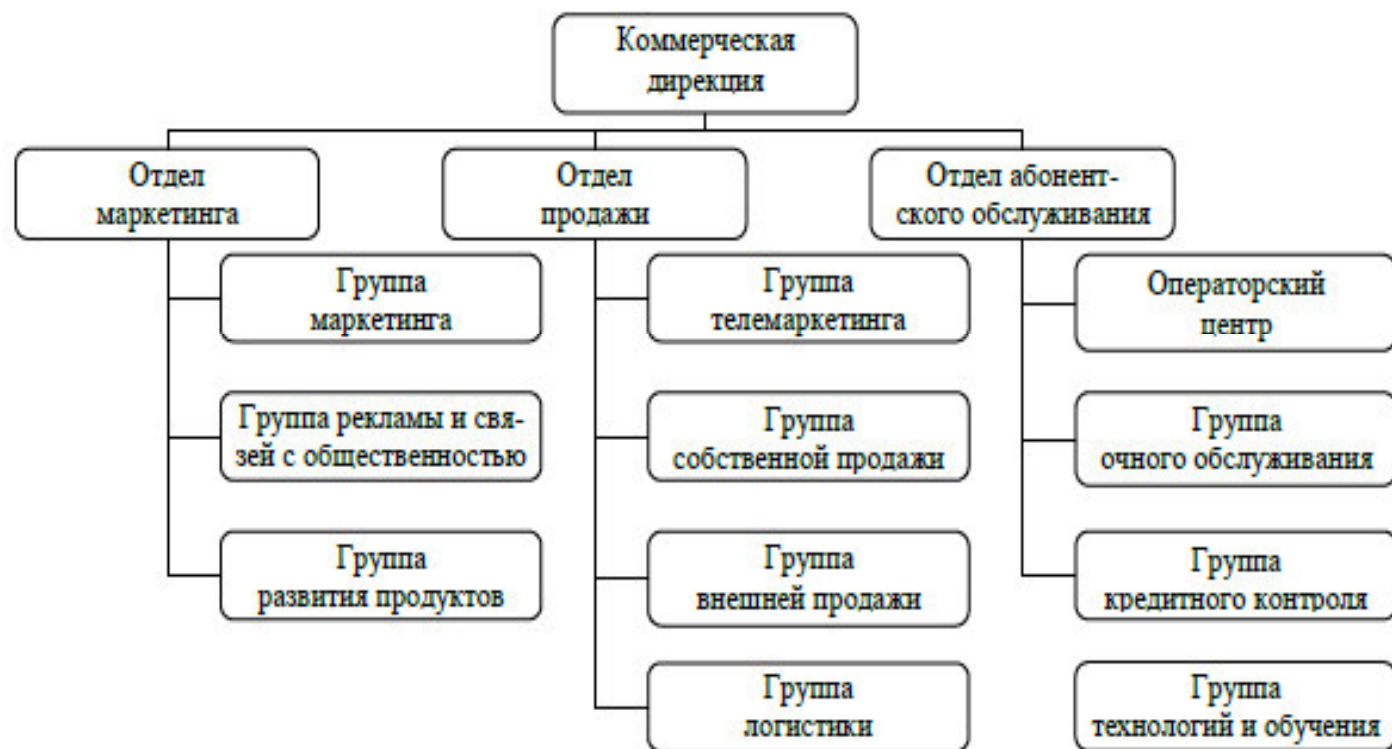 Коммерческая
дирекция
Отдел
маркетинга
Отдел
продажи
Отдел абонент-
ского обслуживания
Группа
маркетинга
Группа
телемаркетинга
Операторский
центр
Группа рекламы и свя-
зей с общественностью
Группа
собственной продажи
Группа
очного обслуживания
Группа
развития продуктов
Группа
внешней продажи
Группа
кредитного контроля
Группа
логистики
Группа
технологий и обучения